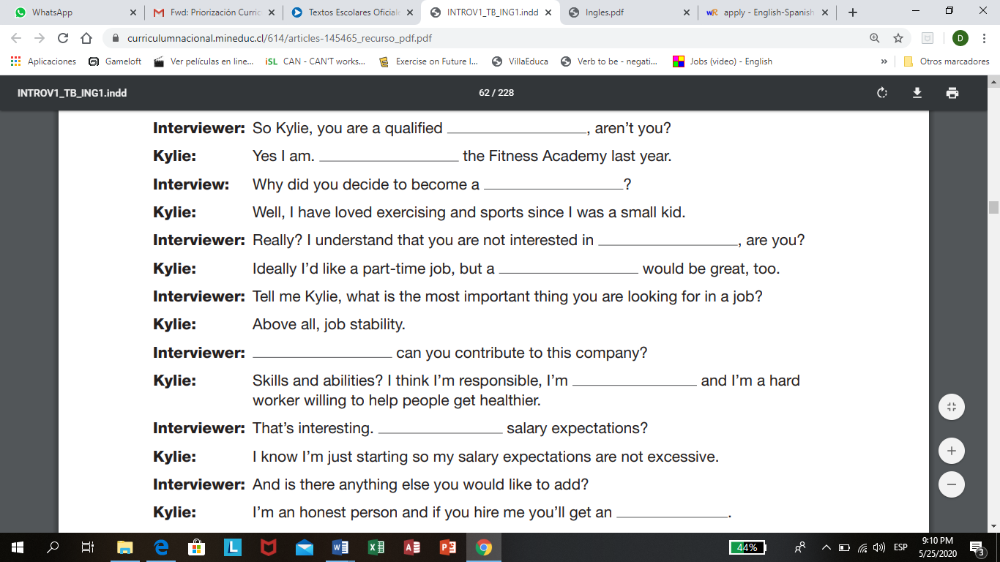 WhatsApp
Fwd: Priorización Curric
Textos Escolares Oficiale
INTROV1_TB_ING1.indd
Ingles.pdf
apply - English-Spanish
curriculumnacional.mineduc.cl/614/articles-145465_recurso_pdf.pdf
D
Aplicaciones
Gameloft
Ver películas en line...
iSL CAN - CAN'T works...
Exercise on Future I...
VillaEduca
Verb to be - negati...
Jobs (video) - English
»
Otros marcadores
INTROV1_TB_ING1.indd
62 / 228
Interviewer: So Kylie, you are a qualified ________________, aren't you?
Kylie: Yes I am. ________________ the Fitness Academy last year.
Interview: Why did you decide to become a ________________?
Kylie: Well, I have loved exercising and sports since I was a small kid.
Interviewer: Really? I understand that you are not interested in ________________, are you?
Kylie: Ideally I'd like a part-time job, but a ________________ would be great, too.
Interviewer: Tell me Kylie, what is the most important thing you are looking for in a job?
Kylie: Above all, job stability.
Interviewer: ________________ can you contribute to this company?
Kylie: Skills and abilities? I think I'm responsible, I'm ______________ and I'm a hard
worker willing to help people get healthier.
Interviewer: That's interesting. ______________ salary expectations?
Kylie: I know I'm just starting so my salary expectations are not excessive.
Interviewer: And is there anything else you would like to add?
Kylie: I'm an honest person and if you hire me you'll get an _____________.
44%
ESP
9:10 PM
5/25/2020
3